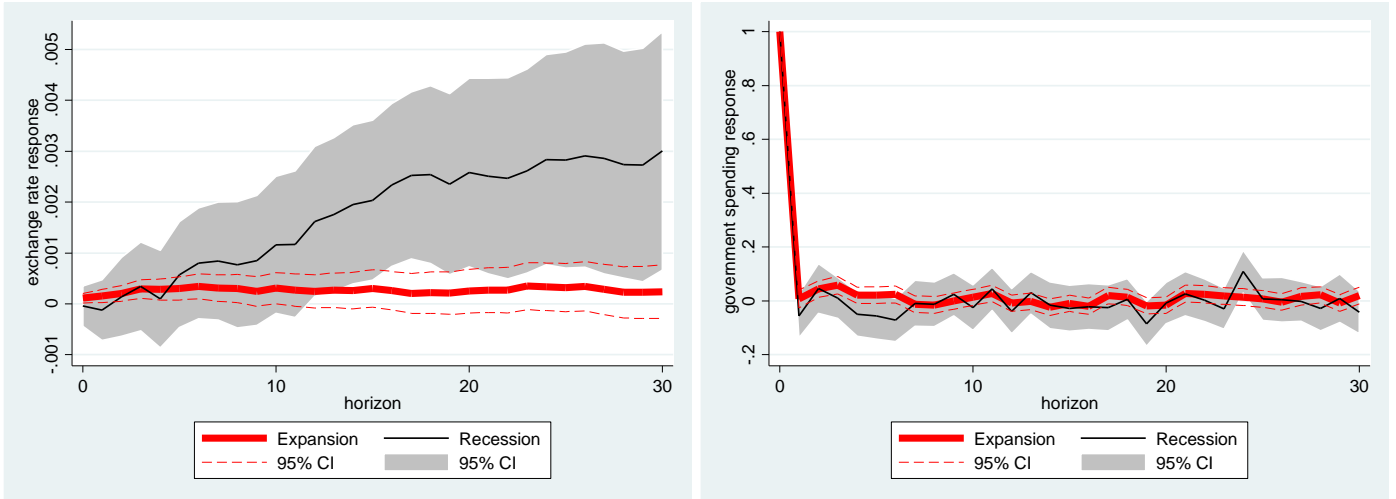 exchange rate response
.005
.004
.003
.002
.001
0
-.001
0
10
20
30
horizon
Expansion
Recession
95% CI
95% CI
government spending response
1
.8
.6
.4
.2
0
-.2
0
10
20
30
horizon
Expansion
Recession
95% CI
95% CI